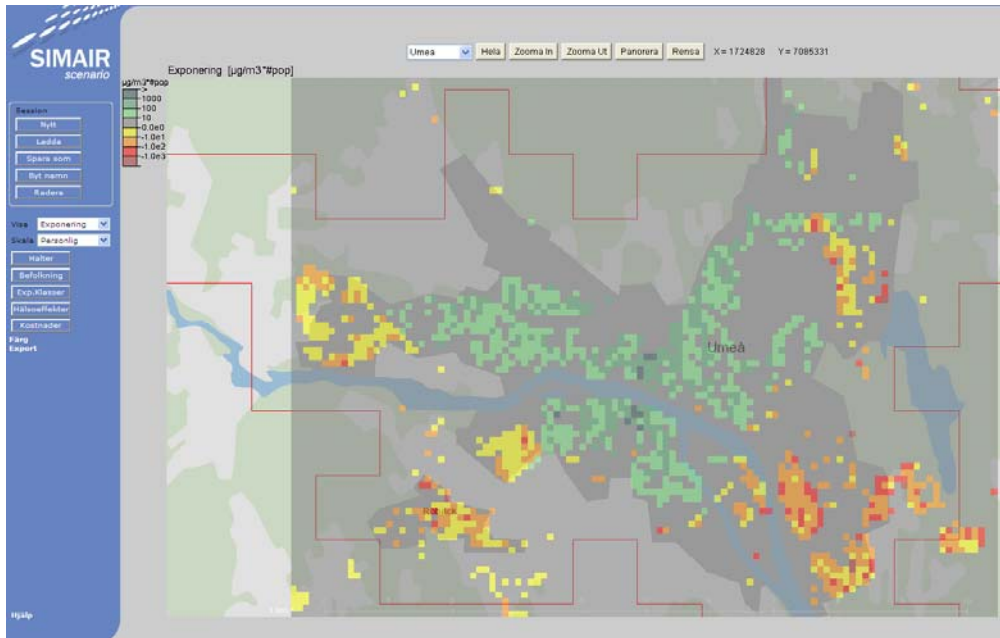 SIMAIR
scenario
Umea
Hela
Zooma In
Zooma Ut
Panorera
Rensa
X = 1724828 Y = 7085331
Exponering [µg/m3*#pop]
µg/m3*#pop
>
1000
100
10
0.0e0
-1.0e1
-1.0e2
-1.0e3
Session
Nytt
Ladda
Spara som
Byt namn
Radera
Visa Exponering
Skala Personlig
Halter
Befolkning
Exp.Klasser
Hälsoeffekter
Kostnader
Färg
Export
Umeå
Hjälp